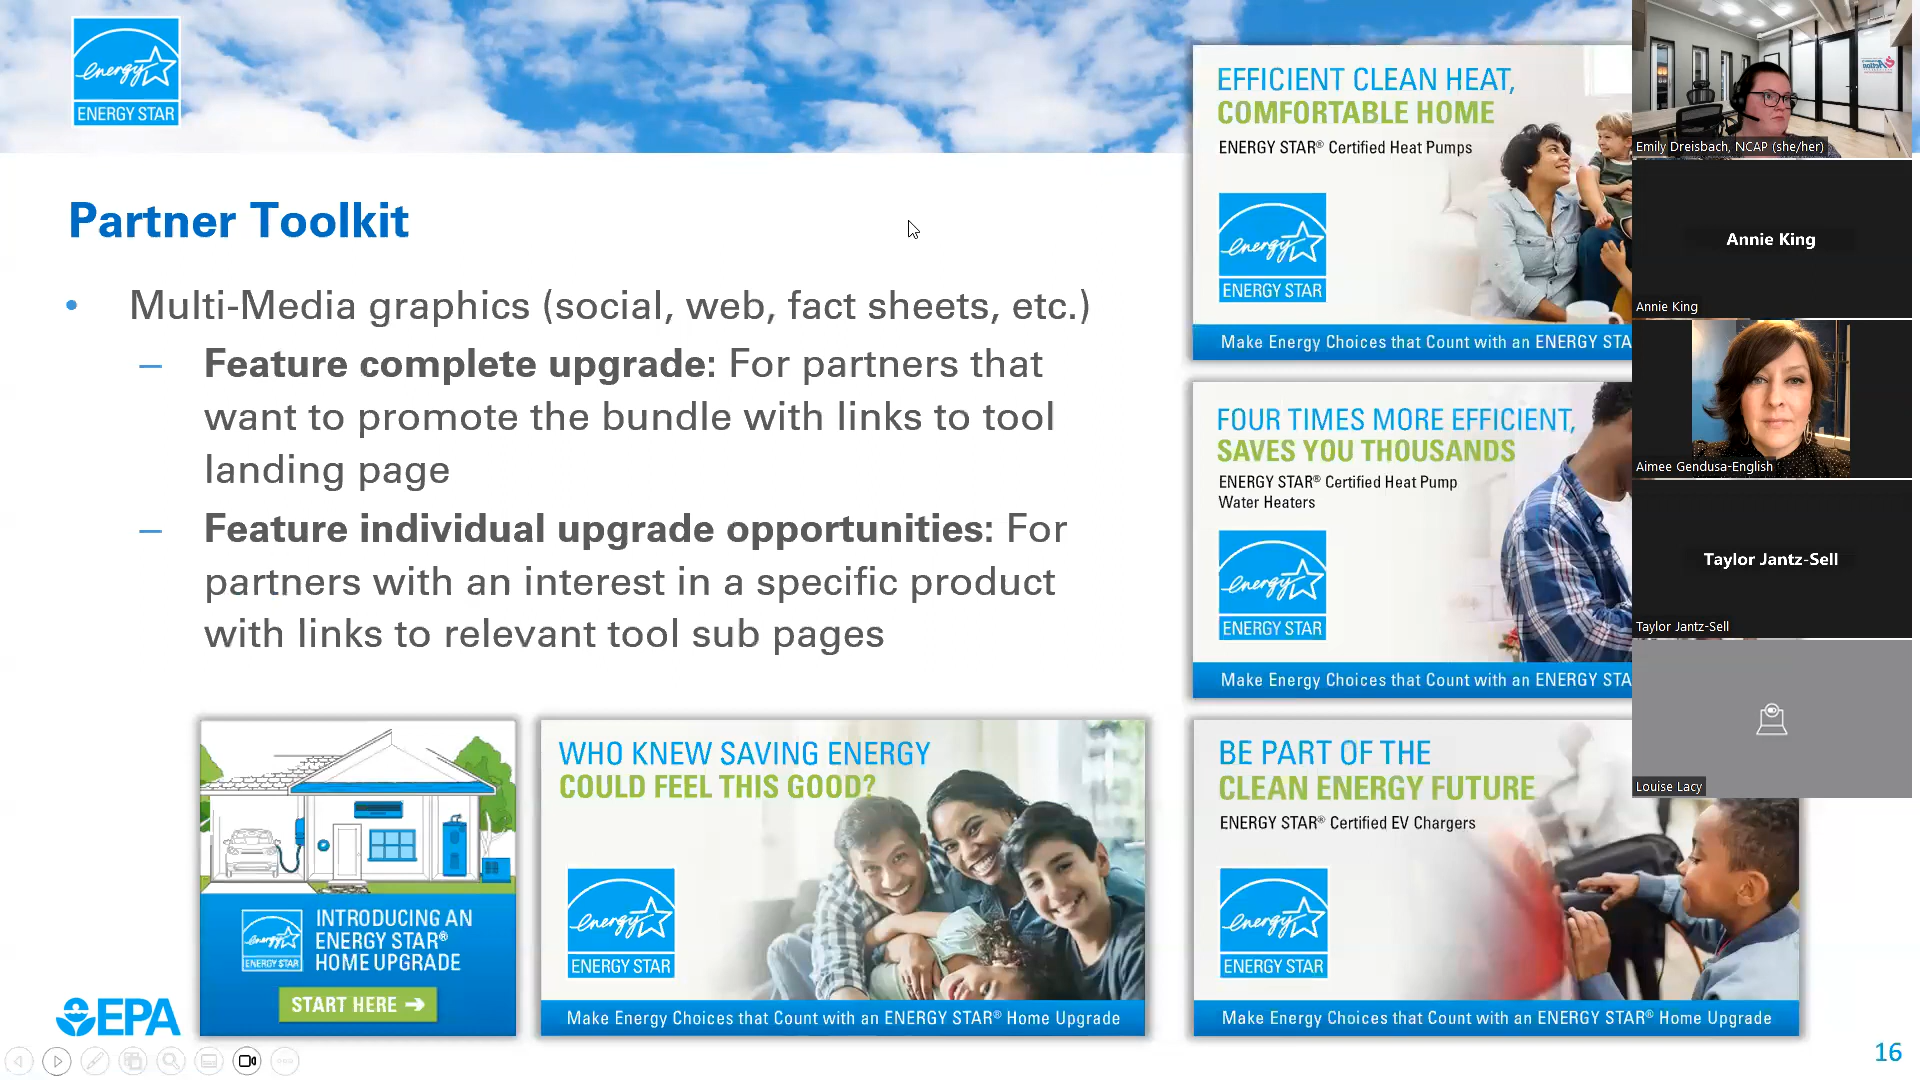 energy
ENERGY STAR
Partner Toolkit
• Multi-Media graphics (social, web, fact sheets, etc.)
– Feature complete upgrade: For partners that
want to promote the bundle with links to tool
landing page
– Feature individual upgrade opportunities: For
partners with an interest in a specific product
with links to relevant tool sub pages
EFFICIENT CLEAN HEAT,
COMFORTABLE HOME
ENERGY STAR® Certified Heat Pumps
energy
ENERGY STAR
Make Energy Choices that Count with an ENERGY STA
FOUR TIMES MORE EFFICIENT,
SAVES YOU THOUSANDS
ENERGY STAR® Certified Heat Pump
Water Heaters
energy
ENERGY STAR
Make Energy Choices that Count with an ENERGY STA
energy
ENERGY STAR
INTRODUCING AN
ENERGY STAR®
HOME UPGRADE
START HERE ➔
WHO KNEW SAVING ENERGY
COULD FEEL THIS GOOD?
energy
ENERGY STAR
Make Energy Choices that Count with an ENERGY STAR® Home Upgrade
BE PART OF THE
CLEAN ENERGY FUTURE
ENERGY STAR® Certified EV Chargers
energy
ENERGY STAR
Make Energy Choices that Count with an ENERGY STAR® Home Upgrade
EPA
16
Emily Dreisbach, NCAP (she/her)
Annie King
Annie King
Aimee Gendusa-English
Taylor Jantz-Sell
Taylor Jantz-Sell
Louise Lacy